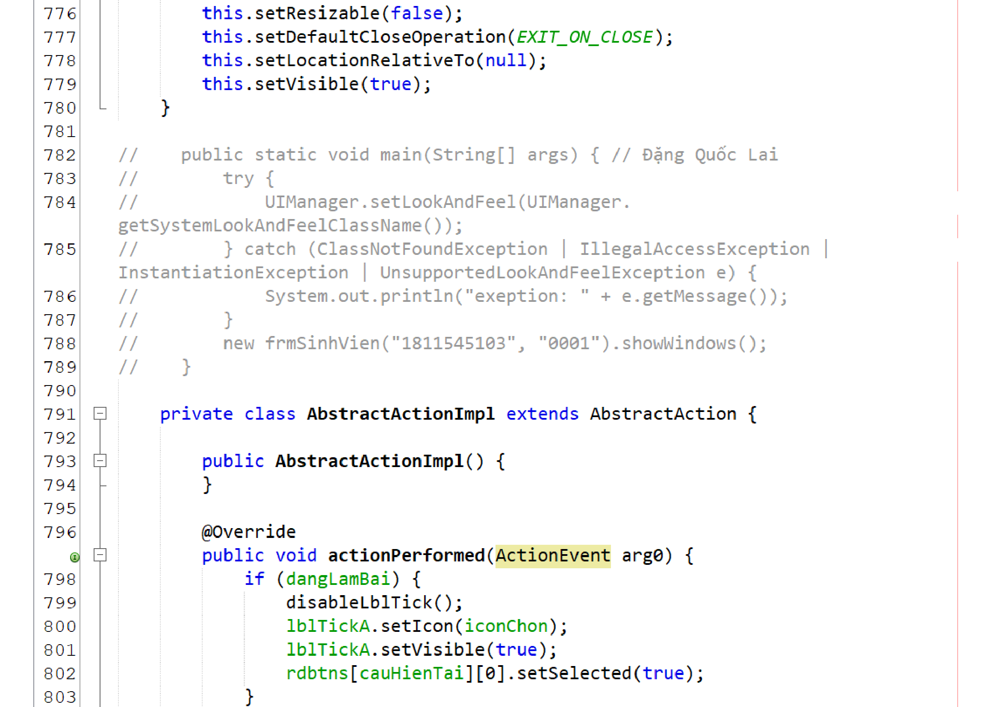 776 this.setResizable(false);
777 this.setDefaultCloseOperation(EXIT_ON_CLOSE);
778 this.setLocationRelativeTo(null);
779 this.setVisible(true);
780 }
781
782 //    public static void main(String[] args) { // Đặng Quốc Lai
783 //        try {
784 //            UIManager.setLookAndFeel(UIManager.
getSystemLookAndFeelClassName());
785 //        } catch (ClassNotFoundException | IllegalAccessException |
InstantiationException | UnsupportedLookAndFeelException e) {
786 //            System.out.println("exeption: " + e.getMessage());
787 //        }
788 //        new frmSinhVien("1811545103", "0001").showWindows();
789 //    }
790
791 private class AbstractActionImpl extends AbstractAction {
792
793 public AbstractActionImpl() {
794 }
795
796 @Override
public void actionPerformed(ActionEvent arg0) {
798 if (dangLamBai) {
799 disableLblTick();
800 lblTickA.setIcon(iconChon);
801 lblTickA.setVisible(true);
802 rdbtns[cauHienTai][0].setSelected(true);
803 }